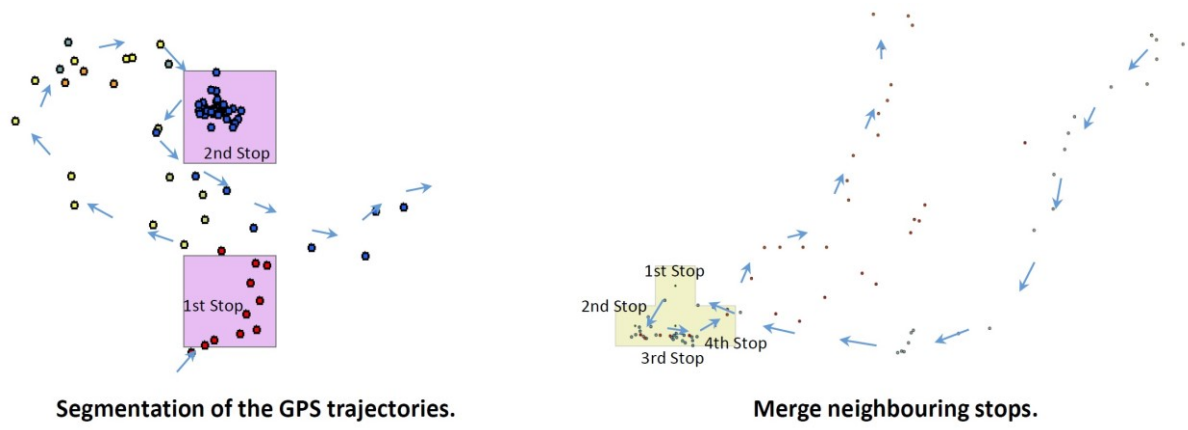 2nd Stop
1st Stop
Segmentation of the GPS trajectories.
1st Stop
2nd Stop
4th Stop
3rd Stop
Merge neighbouring stops.